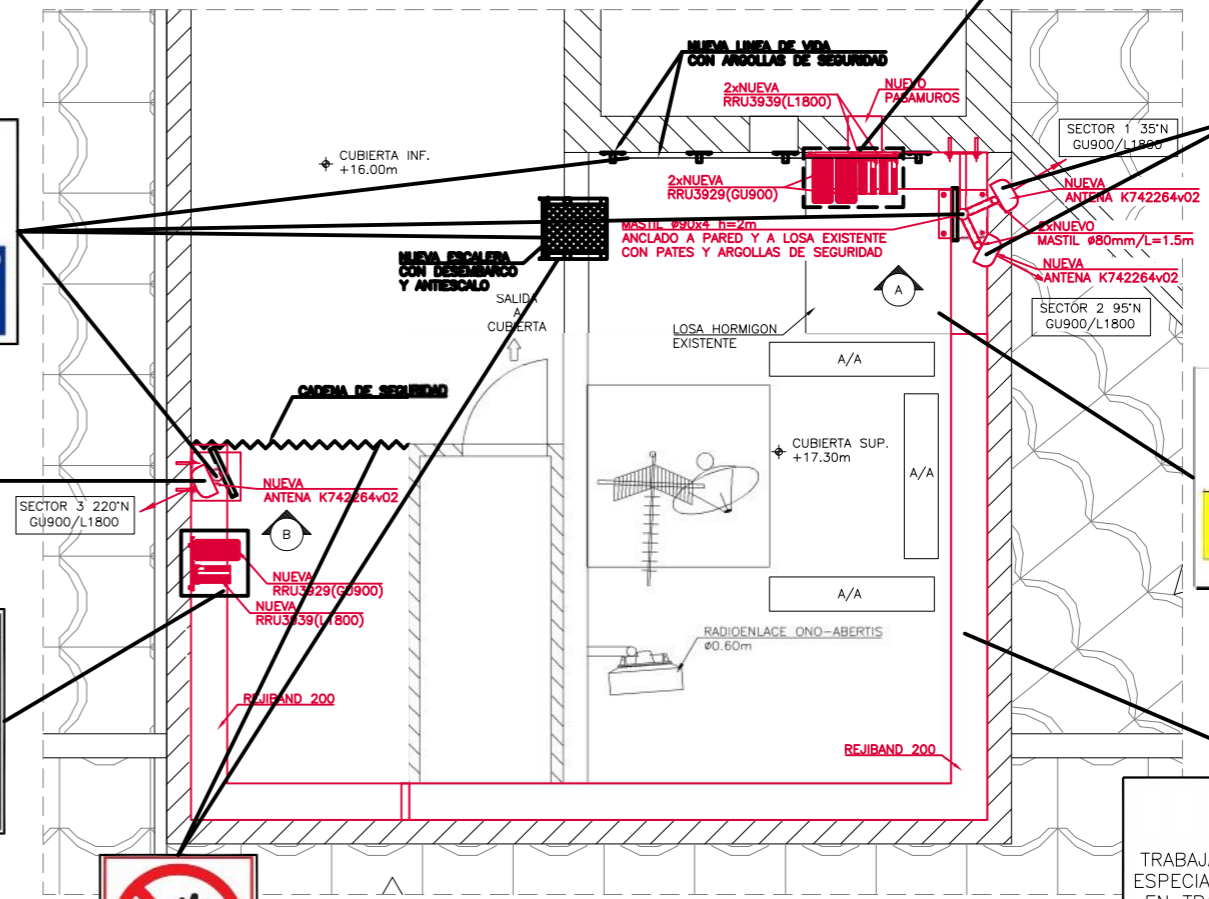 NUEVA LINEA DE VIDA
CON ARGOLLAS DE SEGURIDAD
2xNUEVA
RRU3939(L1800)
NUEVO
PASAMUROS
SECTOR 1 35°N
GU900/L1800
CUBIERTA INF.
+16.00m
2xNUEVA
RRU3929(GU900)
NUEVA
ANTENA K742264v02
MASTIL ø90x4 h=2m
ANCLADO A PARED Y A LOSA EXISTENTE
CON PATES Y ARGOLLAS DE SEGURIDAD
2xNUEVO
MASTIL ø80mm/L=1.5m
NUEVA
ANTENA K742264v02
NUEVA ESCALERA
CON DESEMBARCO
Y ANTIESCALO
A
SECTOR 2 95°N
GU900/L1800
SALIDA
A
CUBIERTA
LOSA HORMIGON
EXISTENTE
A/A
CADENA DE SEGURIDAD
CUBIERTA SUP.
+17.30m
A/A
NUEVA
ANTENA K742264v02
SECTOR 3 220°N
GU900/L1800
B
NUEVA
RRU3929(GU900)
NUEVA
RRU3939(L1800)
A/A
RADIOENLACE ONO-ABERTIS
ø0.60m
REJIBAND 200
REJIBAND 200
TRABAJA
ESPECIA
EN TRA